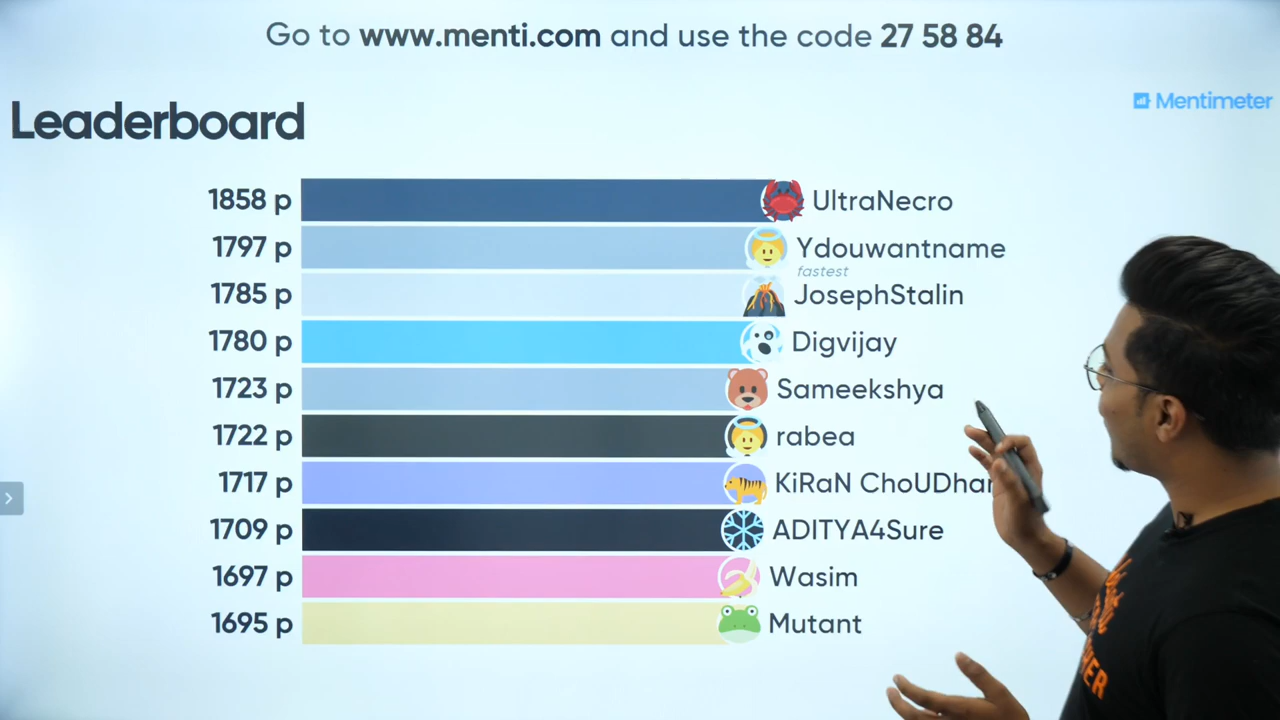 Go to www.menti.com and use the code 27 58 84
Mentimeter
Leaderboard
1858 p UltraNecro
1797 p Ydouwantname
fastest
1785 p JosephStalin
1780 p Digvijay
1723 p Sameekshya
1722 p rabea
1717 p KiRaN
1709 p ADITYA4Sure
1697 p Wasim
1695 p Mutant